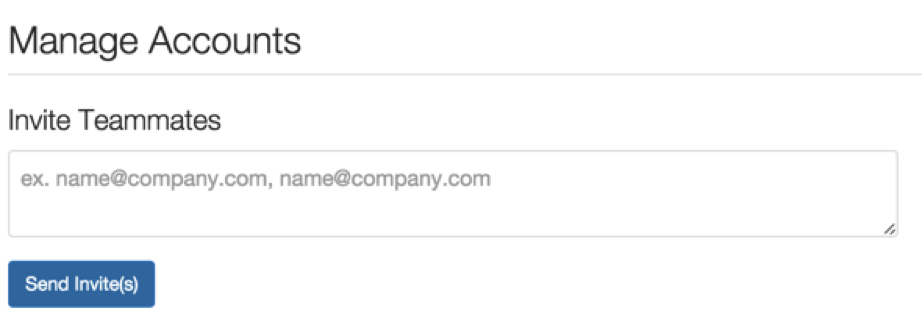 Manage Accounts
Invite Teammates
ex. name@company.com, name@company.com
Send Invite(s)